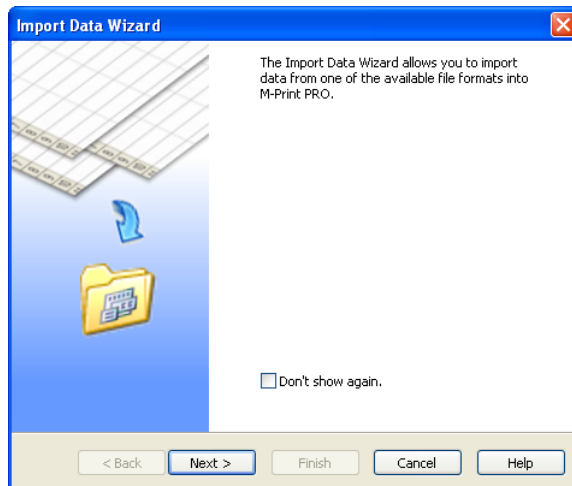 Import Data Wizard
The Import Data Wizard allows you to import
data from one of the available file formats into
M-Print PRO.
Don't show again.
< Back Next > Finish Cancel Help